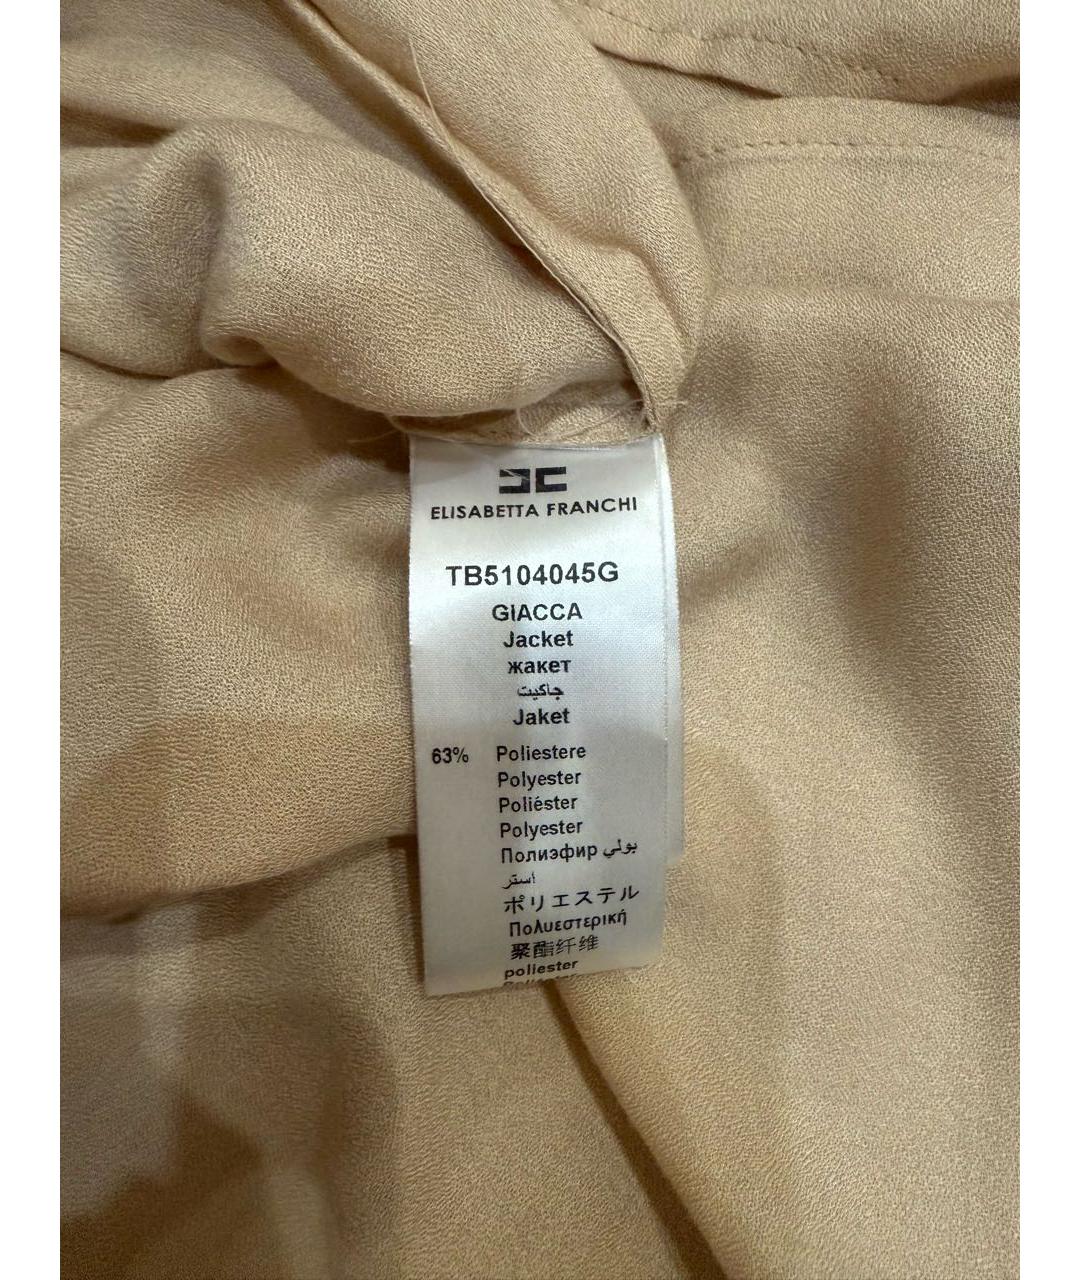 ELISABETTA FRANCHI
TB5104045G
GIACCA
Jacket
жакет
جاكيت
Jaket
63% Poliestere
Polyester
Poliéster
Polyester
Полиэфир بولي
استر
ポリエステル
Πολυεστερική
聚酯纤维
poliester